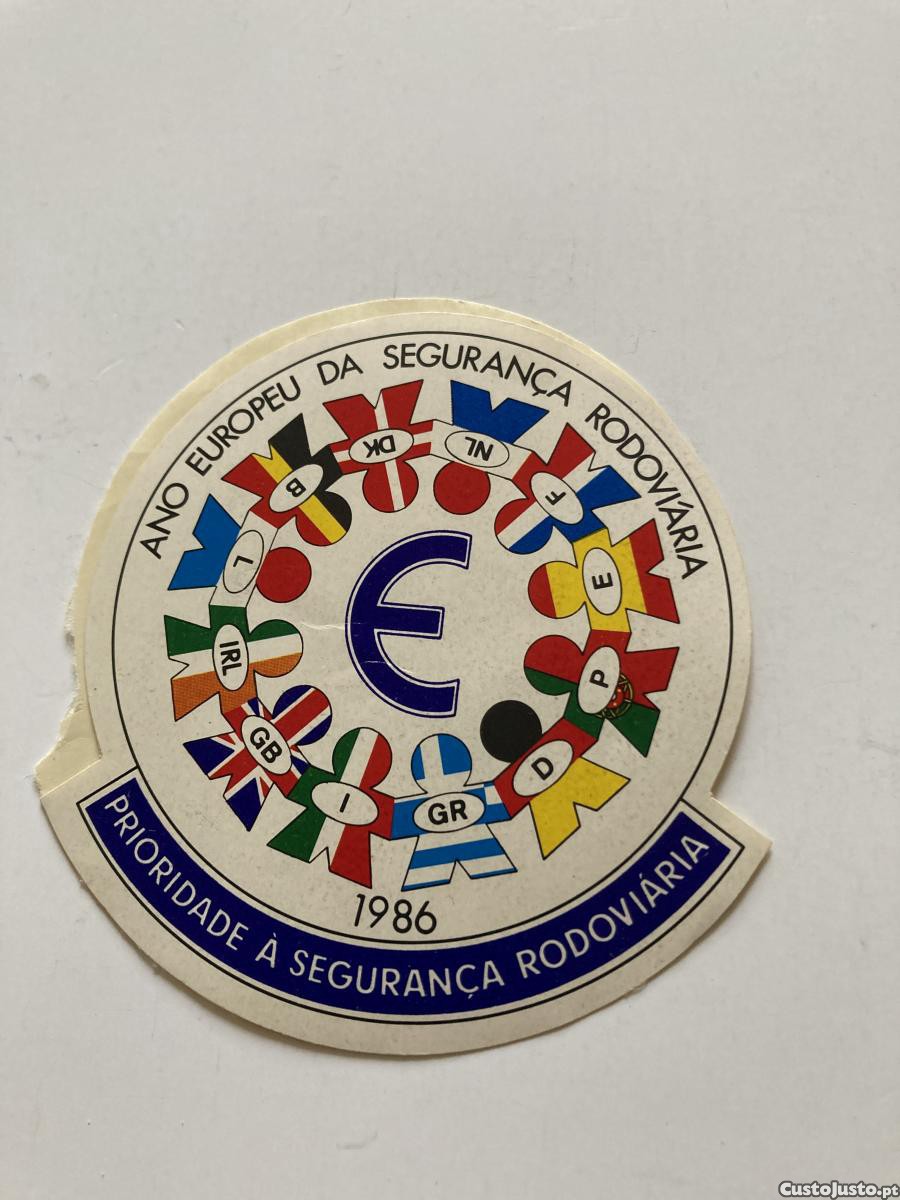 ANO EUROPEU DA SEGURANÇA RODOVIÁRIA
DK
NL
F
E
P
D
GR
I
GB
IRL
L
B
E
1986
PRIORIDADE À SEGURANÇA RODOVIÁRIA
CustoJusto.pt